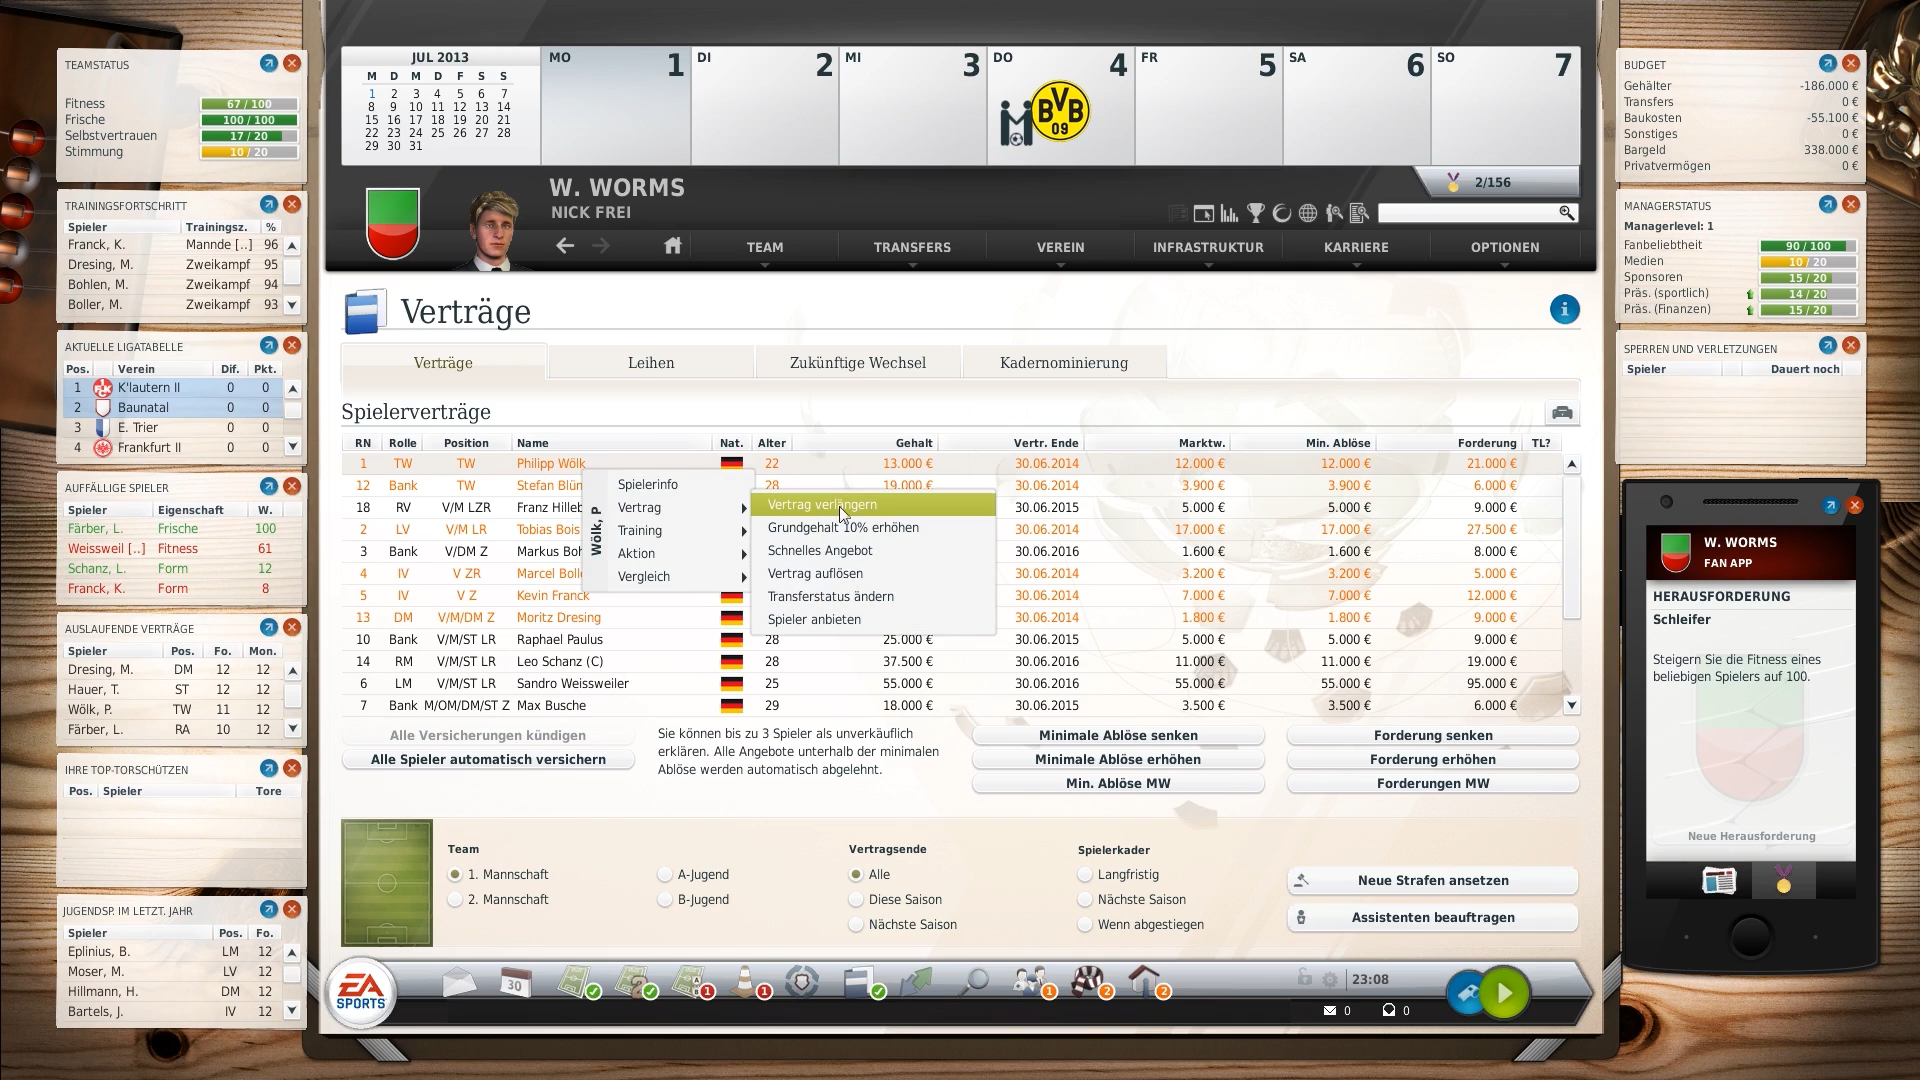 TEAMSTATUS
Fitness 67 / 100
Frische 100 / 100
Selbstvertrauen 17 / 20
Stimmung 10 / 20
TRAININGSFORTSCHRITT
Spieler Trainingsz. %
Franck, K. Mannde [..] 96
Dresing, M. Zweikampf 95
Bohlen, M. Zweikampf 94
Boller, M. Zweikampf 93
AKTUELLE LIGATABELLE
Pos. Verein Dif. Pkt.
1 K'lautern II 0 0
2 Baunatal 0 0
3 E. Trier 0 0
4 Frankfurt II 0 0
AUFFÄLLIGE SPIELER
Spieler Eigenschaft W.
Färber, L. Frische 100
Weissweil [..] Fitness 61
Schanz, L. Form 12
Franck, K. Form 8
AUSLAUFENDE VERTRÄGE
Spieler Pos. Fo. Mon.
Dresing, M. DM 12 12
Hauer, T. ST 12 12
Wölk, P. TW 11 12
Färber, L. RA 10 12
IHRE TOP-TORSCHÜTZEN
Pos. Spieler Tore
JUGENDSP. IM LETZT. JAHR
Spieler Pos. Fo.
Eplinius, B. LM 12
Moser, M. LV 12
Hillmann, H. DM 12
Bartels, J. IV 12
JUL 2013
M D M D F S S
1 2 3 4 5 6 7
8 9 10 11 12 13 14
15 16 17 18 19 20 21
22 23 24 25 26 27 28
29 30 31
MO 1 DI 2 MI 3 DO 4 FR 5 SA 6 SO 7
BVB
09
W. WORMS
NICK FREI
2/156
TEAM TRANSFERS VEREIN INFRASTRUKTUR KARRIERE OPTIONEN
Verträge
i
Verträge Leihen Zukünftige Wechsel Kadernominierung
Spielerverträge
RN Rolle Position Name Nat. Alter Gehalt Vertr. Ende Marktw. Min. Ablöse Forderung TL?
1 TW TW Philipp Wölk 22 13.000 € 30.06.2014 12.000 € 12.000 € 21.000 €
12 Bank TW Stefan Blün 28 19.000 € 30.06.2014 3.900 € 3.900 € 6.000 €
18 RV V/M LZR Franz Hilleb 30.06.2015 5.000 € 5.000 € 9.000 €
2 LV V/M LR Tobias Bois 30.06.2014 17.000 € 17.000 € 27.500 €
3 Bank V/DM Z Markus Boh 30.06.2016 1.600 € 1.600 € 8.000 €
4 IV V ZR Marcel Bolle 30.06.2014 3.200 € 3.200 € 5.000 €
5 IV V Z Kevin Franck 30.06.2014 7.000 € 7.000 € 12.000 €
13 DM V/M/DM Z Moritz Dresing 30.06.2014 1.800 € 1.800 € 9.000 €
10 Bank V/M/ST LR Raphael Paulus 28 25.000 € 30.06.2015 5.000 € 5.000 € 9.000 €
14 RM V/M/ST LR Leo Schanz (C) 28 37.500 € 30.06.2016 11.000 € 11.000 € 19.000 €
6 LM V/M/ST LR Sandro Weissweiler 25 55.000 € 30.06.2016 55.000 € 55.000 € 95.000 €
7 Bank M/OM/DM/ST Z Max Busche 29 18.000 € 30.06.2015 3.500 € 3.500 € 6.000 €
Wölk, P
Spielerinfo
Vertrag
Training
Aktion
Vergleich
Vertrag verlängern
Grundgehalt 10% erhöhen
Schnelles Angebot
Vertrag auflösen
Transferstatus ändern
Spieler anbieten
Alle Versicherungen kündigen
Alle Spieler automatisch versichern
Sie können bis zu 3 Spieler als unverkäuflich
erklären. Alle Angebote unterhalb der minimalen
Ablöse werden automatisch abgelehnt.
Minimale Ablöse senken
Minimale Ablöse erhöhen
Min. Ablöse MW
Forderung senken
Forderung erhöhen
Forderungen MW
Team
1. Mannschaft A-Jugend
2. Mannschaft B-Jugend
Vertragsende
Alle
Diese Saison
Nächste Saison
Spielerkader
Langfristig
Nächste Saison
Wenn abgestiegen
Neue Strafen ansetzen
Assistenten beauftragen
EA
SPORTS
30
1 1 1 2 2
23:08
0 0
BUDGET
Gehälter -186.000 €
Transfers 0 €
Baukosten -55.100 €
Sonstiges 0 €
Bargeld 338.000 €
Privatvermögen 0 €
MANAGERSTATUS
Managerlevel: 1
Fanbeliebtheit 90 / 100
Medien 10 / 20
Sponsoren 15 / 20
Präs. (sportlich) 14 / 20
Präs. (Finanzen) 15 / 20
SPERREN UND VERLETZUNGEN
Spieler Dauert noch
W. WORMS
FAN APP
HERAUSFORDERUNG
Schleifer
Steigern Sie die Fitness eines
beliebigen Spielers auf 100.
Neue Herausforderung